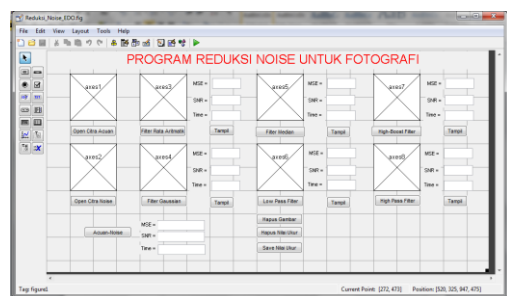 Reduksi_Noise_EDO.fig
File Edit View Layout Tools Help
PROGRAM REDUKSI NOISE UNTUK FOTOGRAFI
axes1 axes3 MSE = axes5 MSE = axes7 MSE =
SNR = SNR = SNR =
Time = Time = Time =
Open Citra Acuan Filter Rata Aritmatik Tampil Filter Median Tampil High-Boost Filter Tampil
axes2 axes4 MSE = axes6 MSE = axes8 MSE =
SNR = SNR = SNR =
Time = Time = Time =
Open Citra Noise Filter Gaussian Tampil Low Pass Filter Tampil High Pass Filter Tampil
Acuan-Noise MSE = Hapus Gambar
SNR = Hapus Nilai Ukur
Time = Save Nilai Ukur
Tag: figure1 Current Point: [272, 473] Position: [520, 325, 947, 475]